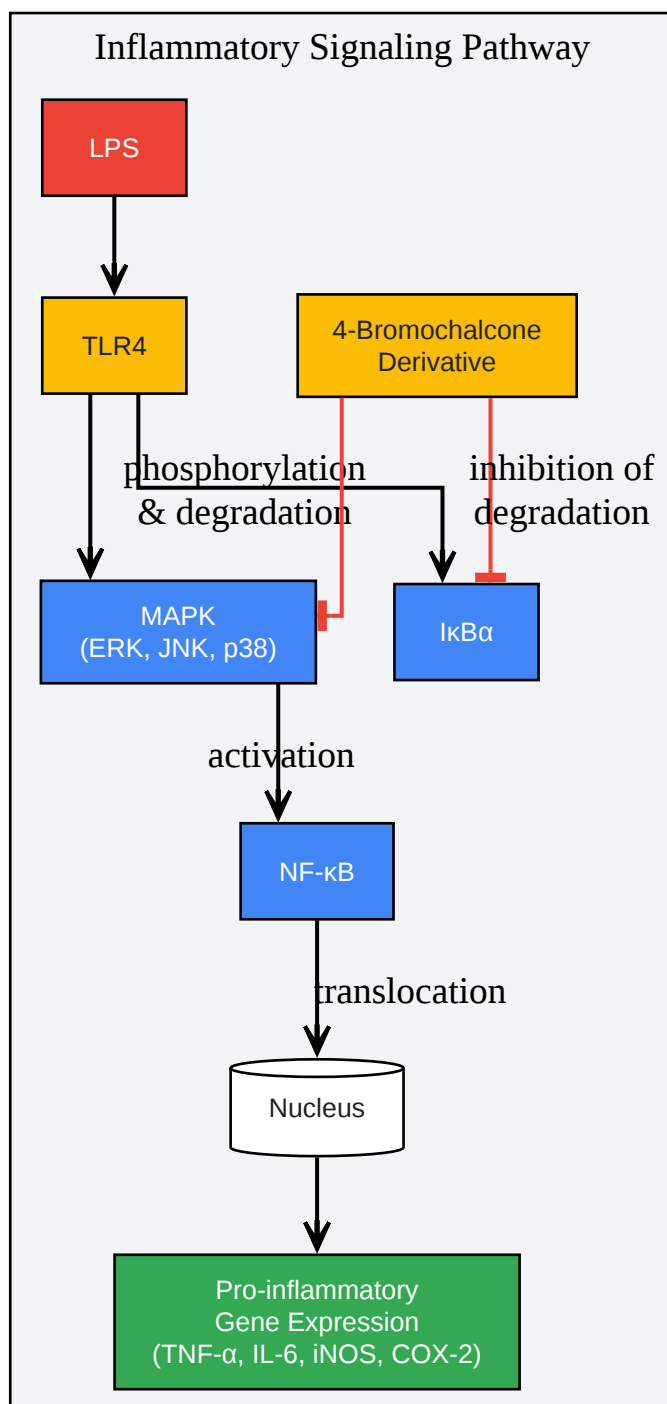 Inflammatory Signaling Pathway
LPS
TLR4
4-Bromochalcone
Derivative
phosphorylation
& degradation
inhibition of
degradation
MAPK
(ERK, JNK, p38)
IκBα
activation
NF-κB
translocation
Nucleus
Pro-inflammatory
Gene Expression
(TNF-α, IL-6, iNOS, COX-2)